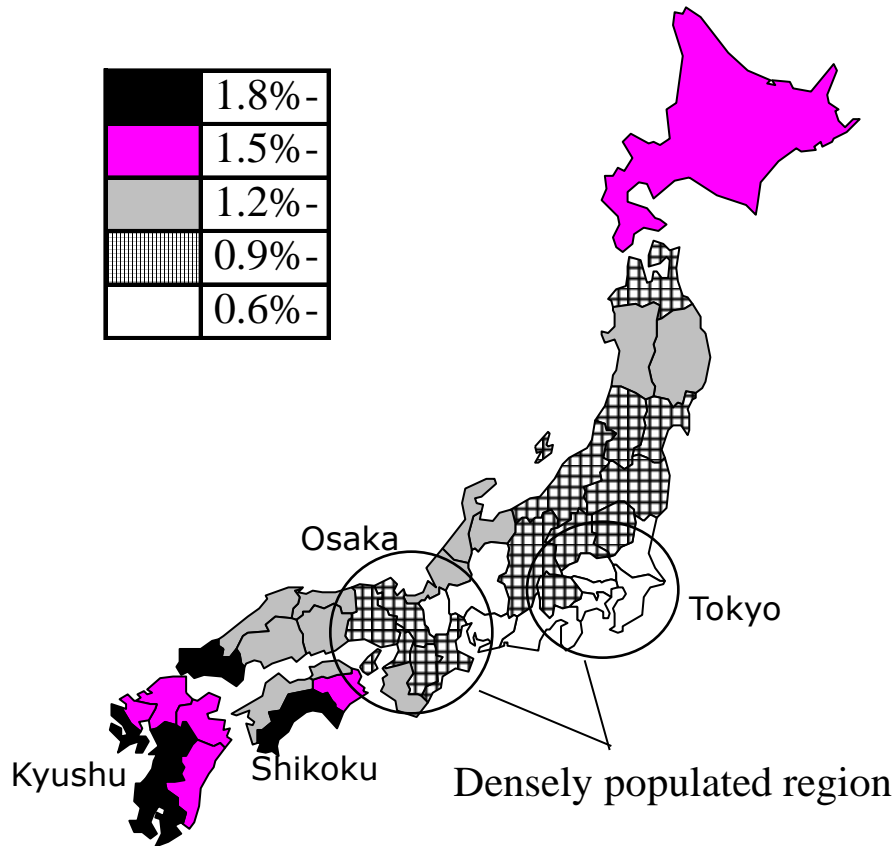 1.8%-
1.5%-
1.2%-
0.9%-
0.6%-
Osaka
Tokyo
Kyushu
Shikoku
Densely populated region